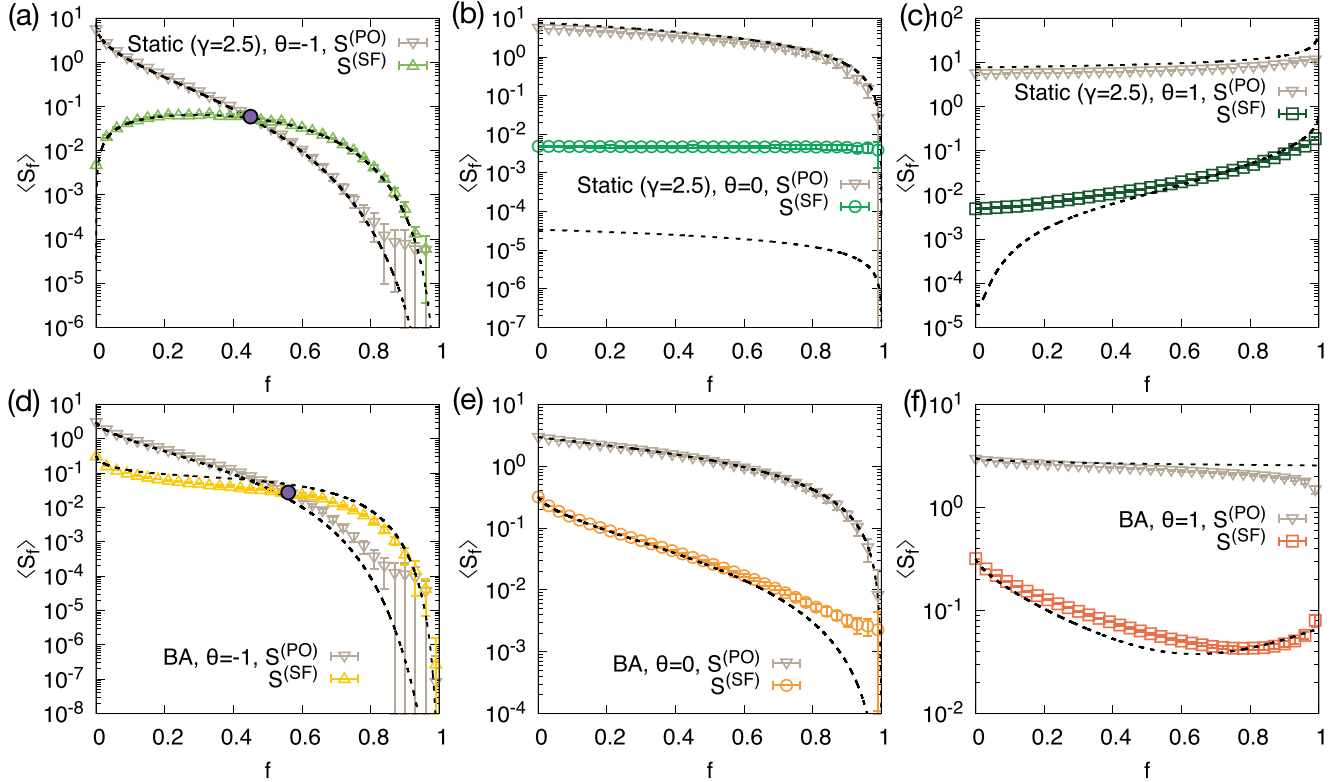 (a)
10^1
10^0
10^-1
10^-2
10^-3
10^-4
10^-5
10^-6
⟨S_f⟩
Static (γ=2.5), θ=-1, S^(PO)
S^(SF)
0 0.2 0.4 0.6 0.8 1
f
(b)
10^1
10^0
10^-1
10^-2
10^-3
10^-4
10^-5
10^-6
10^-7
⟨S_f⟩
Static (γ=2.5), θ=0, S^(PO)
S^(SF)
0 0.2 0.4 0.6 0.8 1
f
(c)
10^2
10^1
10^0
10^-1
10^-2
10^-3
10^-4
10^-5
⟨S_f⟩
Static (γ=2.5), θ=1, S^(PO)
S^(SF)
0 0.2 0.4 0.6 0.8 1
f
(d)
10^1
10^0
10^-1
10^-2
10^-3
10^-4
10^-5
10^-6
10^-7
10^-8
⟨S_f⟩
BA, θ=-1, S^(PO)
S^(SF)
0 0.2 0.4 0.6 0.8 1
f
(e)
10^1
10^0
10^-1
10^-2
10^-3
10^-4
⟨S_f⟩
BA, θ=0, S^(PO)
S^(SF)
0 0.2 0.4 0.6 0.8 1
f
(f)
10^1
10^0
10^-1
10^-2
⟨S_f⟩
BA, θ=1, S^(PO)
S^(SF)
0 0.2 0.4 0.6 0.8 1
f